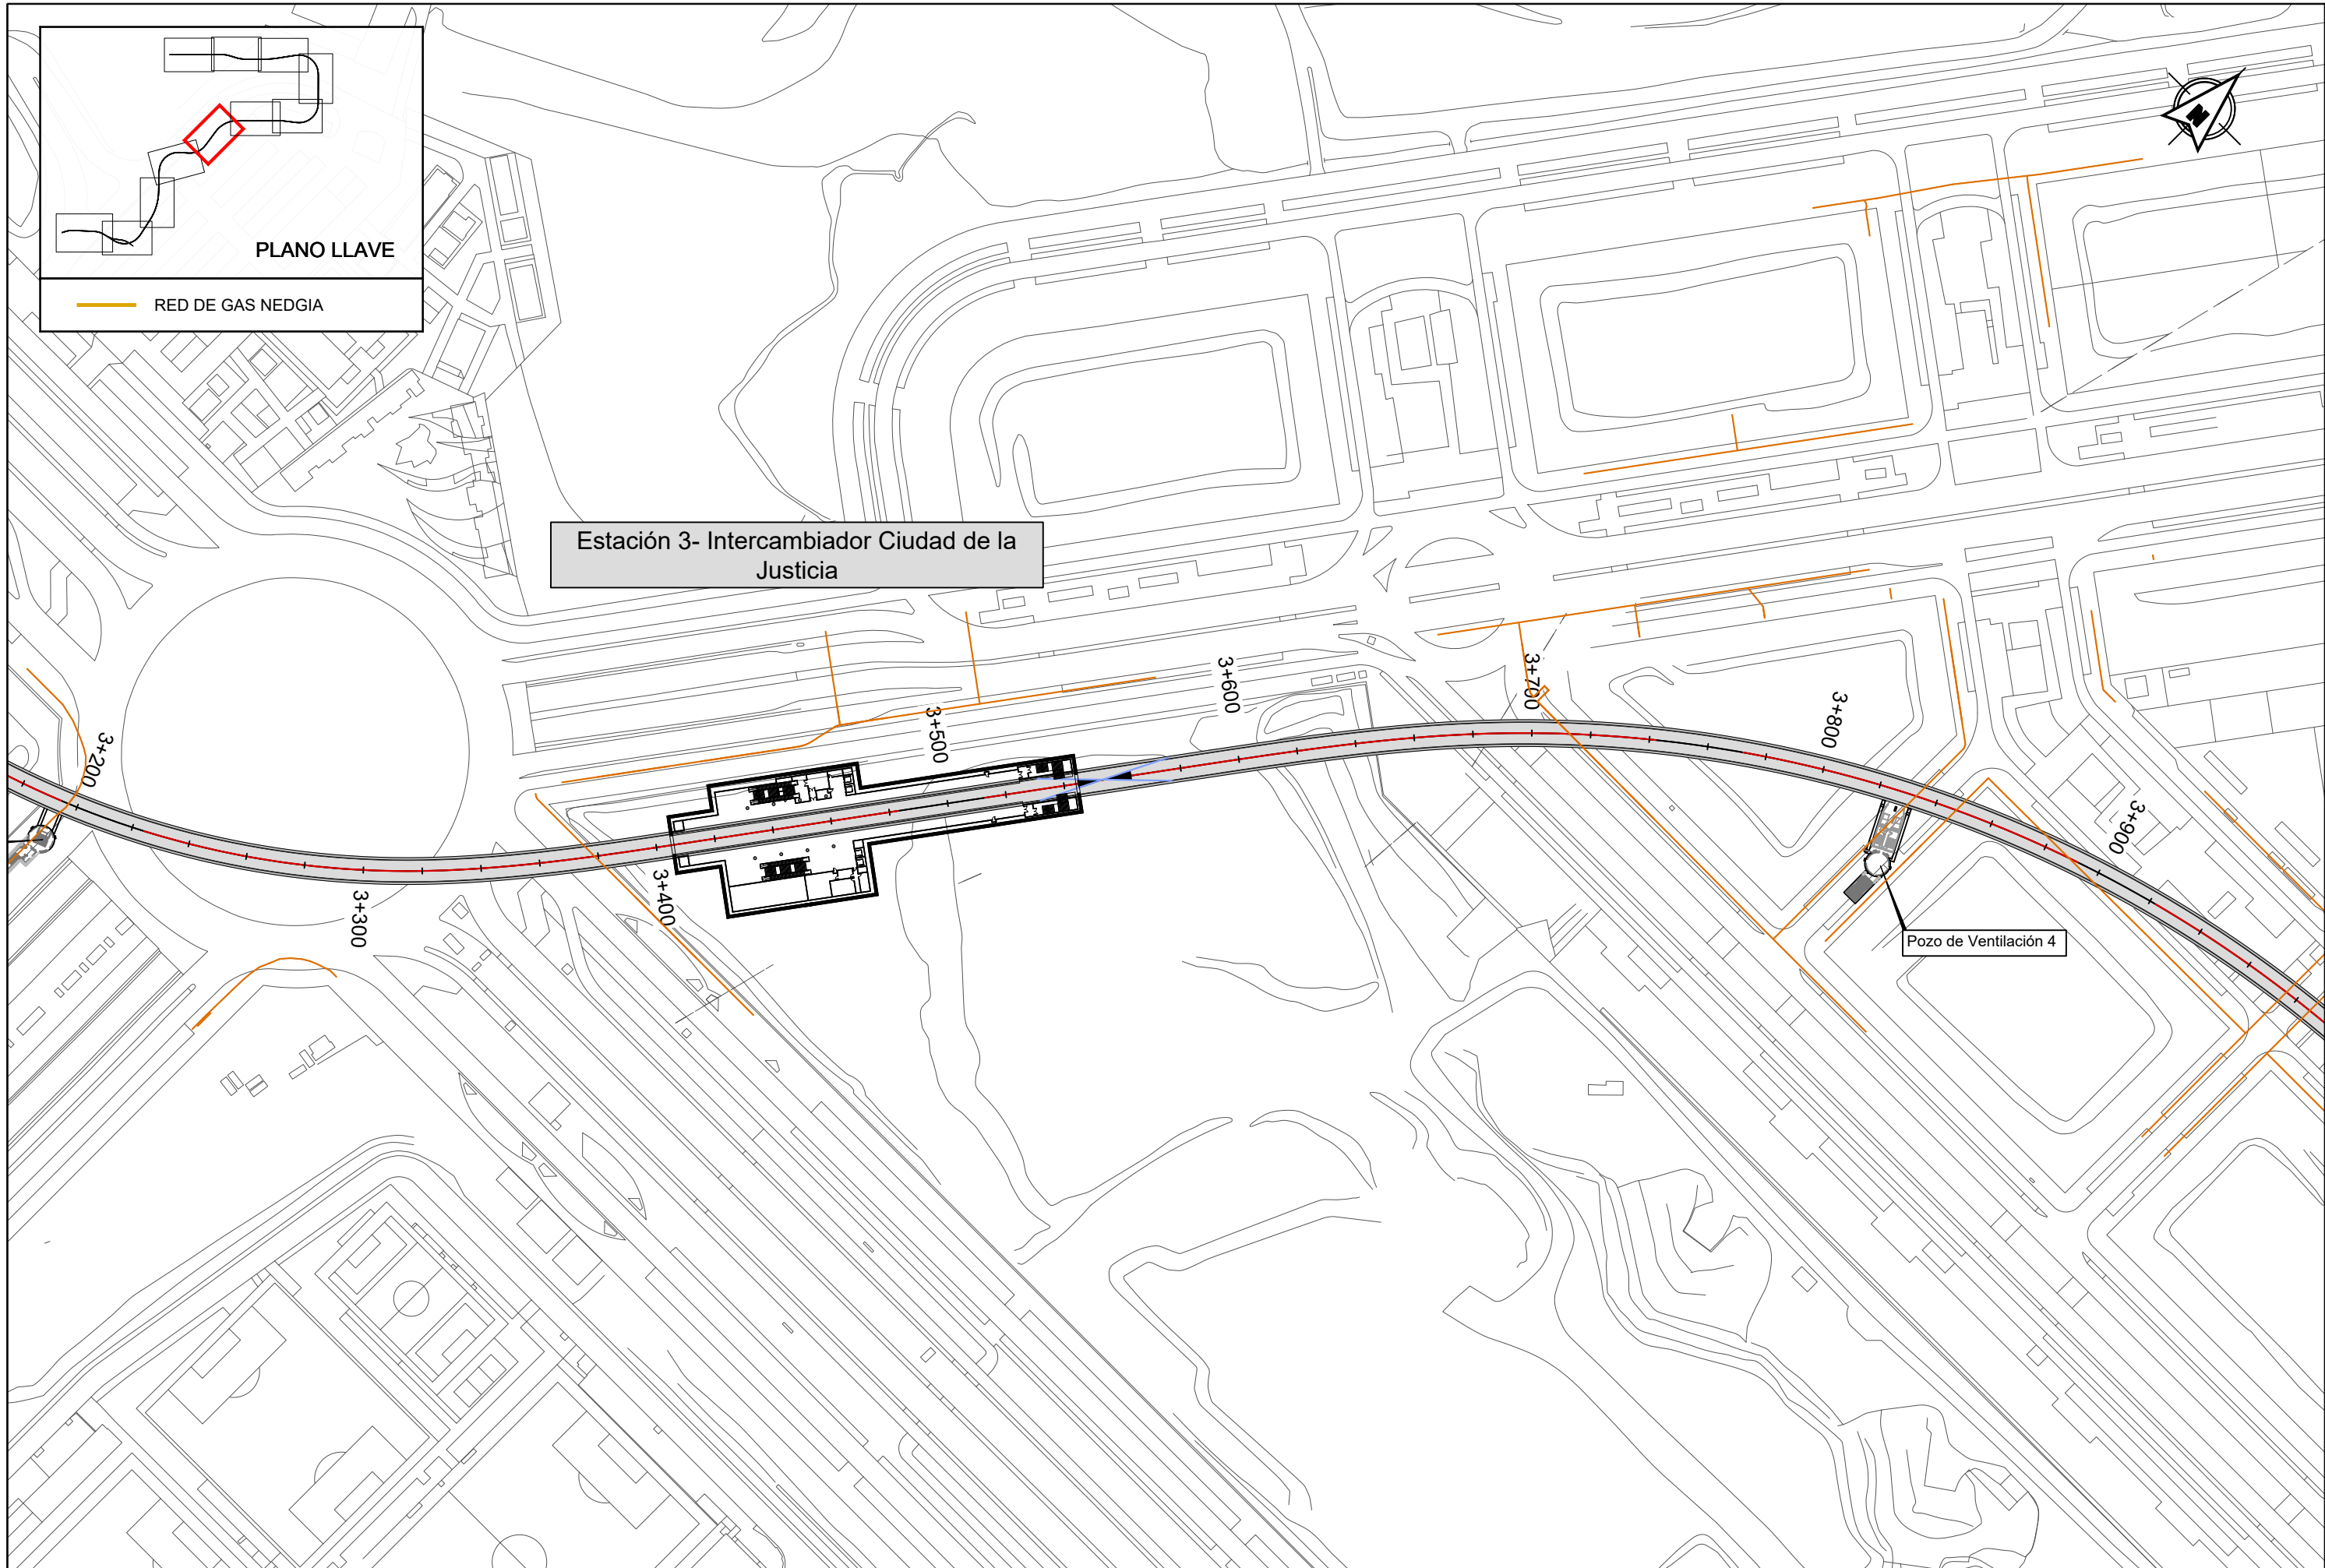 PLANO LLAVE
RED DE GAS NEDGIA
N
Estación 3- Intercambiador Ciudad de la
Justicia
3+200
3+300
3+400
3+500
3+600
3+700
3+800
3+900
Pozo de Ventilación 4